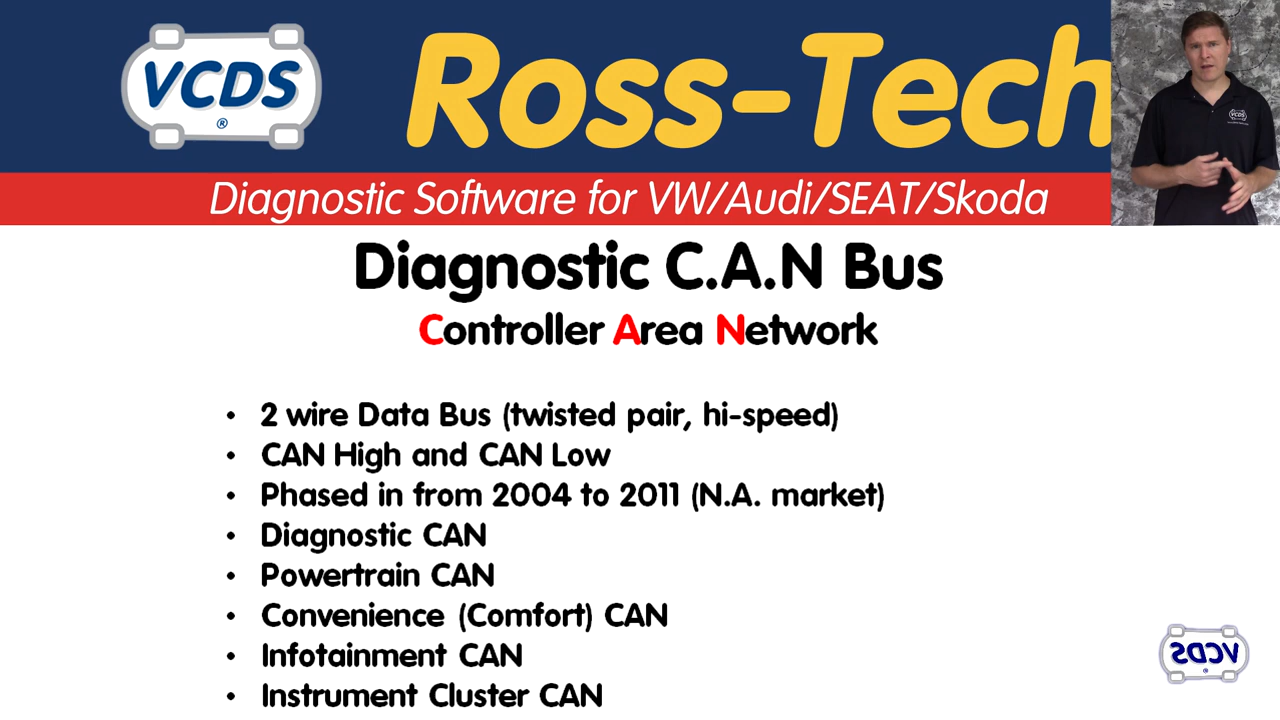 VCDS
®
Ross-Tech
Diagnostic Software for VW/Audi/SEAT/Skoda
VCDS
Diagnostic C.A.N Bus
Controller Area Network
• 2 wire Data Bus (twisted pair, hi-speed)
• CAN High and CAN Low
• Phased in from 2004 to 2011 (N.A. market)
• Diagnostic CAN
• Powertrain CAN
• Convenience (Comfort) CAN
• Infotainment CAN
• Instrument Cluster CAN
VCDS